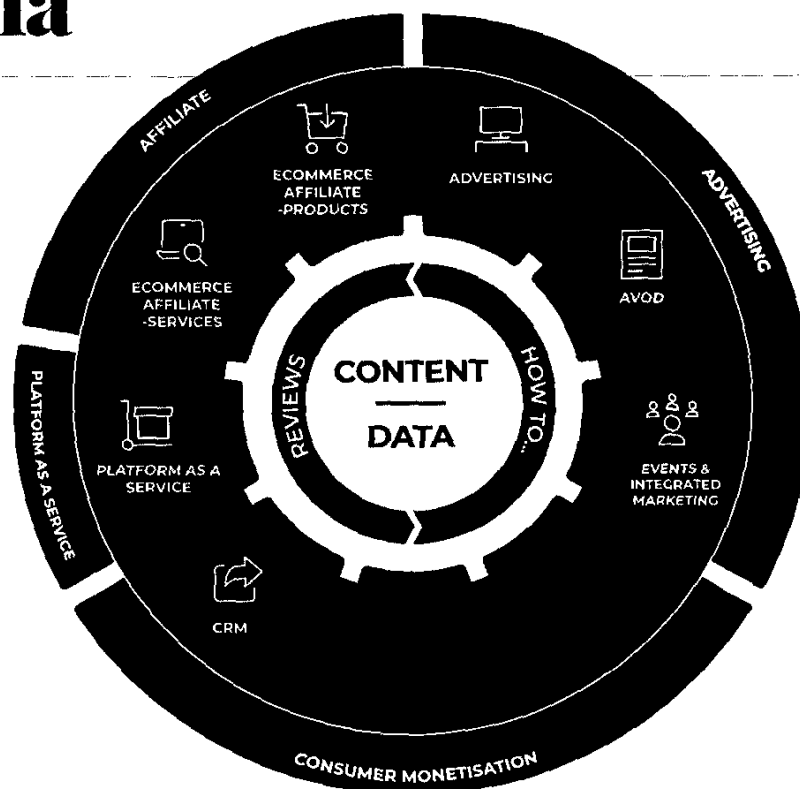 AFFILIATE
ADVERTISING
PLATFORM AS A SERVICE
CONSUMER MONETISATION
ECOMMERCE
AFFILIATE
-PRODUCTS
ADVERTISING
ECOMMERCE
AFFILIATE
-SERVICES
AVOD
REVIEWS
HOW TO...
CONTENT
DATA
PLATFORM AS A
SERVICE
EVENTS &
INTEGRATED
MARKETING
CRM